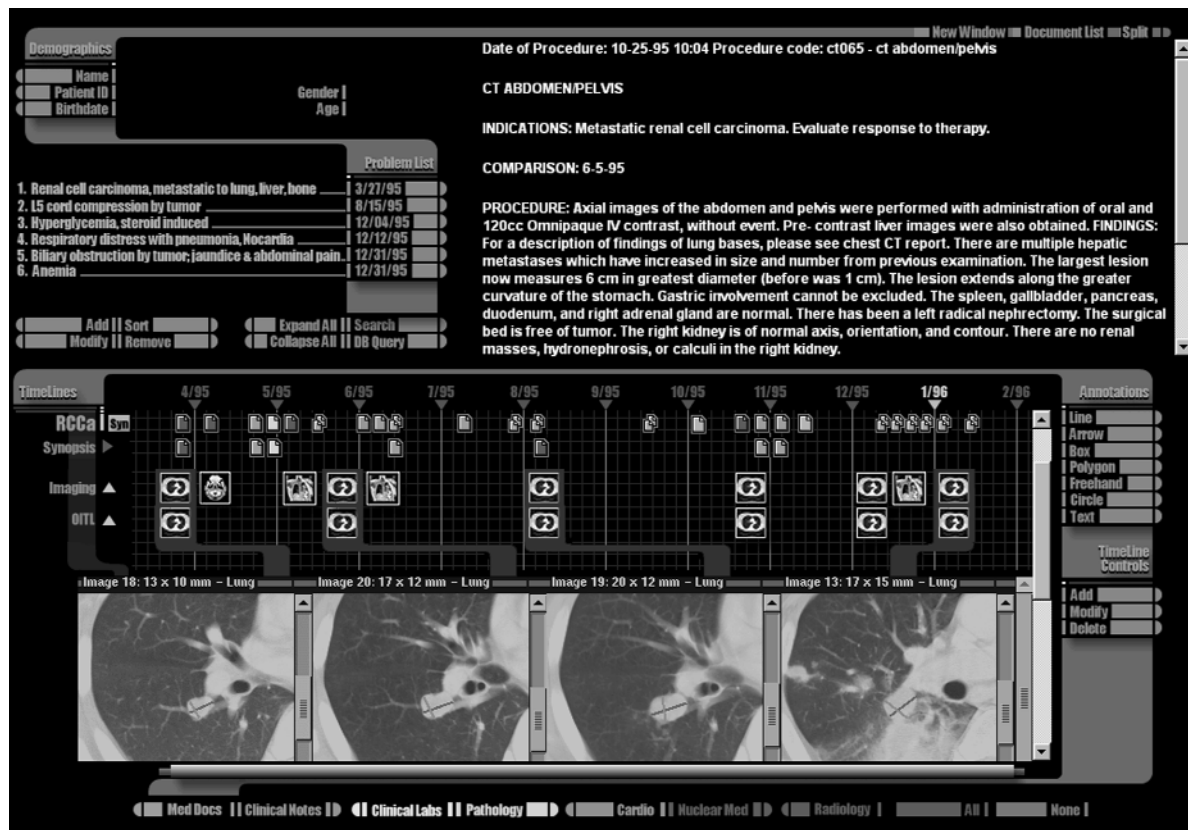 New Window Document List Split
Demographics
Name
Patient ID Gender
Birthdate Age
Problem List
1. Renal cell carcinoma, metastatic to lung, liver, bone 3/27/95
2. L5 cord compression by tumor 8/15/95
3. Hyperglycemia, steroid induced 12/04/95
4. Respiratory distress with pneumonia, Nocardia 12/12/95
5. Biliary obstruction by tumor; jaundice & abdominal pain. 12/31/95
6. Anemia 12/31/95
Add Sort Expand All Search
Modify Remove Collapse All DB Query
Date of Procedure: 10-25-95 10:04 Procedure code: ct065 - ct abdomen/pelvis
CT ABDOMEN/PELVIS
INDICATIONS: Metastatic renal cell carcinoma. Evaluate response to therapy.
COMPARISON: 6-5-95
PROCEDURE: Axial images of the abdomen and pelvis were performed with administration of oral and
120cc Omnipaque IV contrast, without event. Pre- contrast liver images were also obtained. FINDINGS:
For a description of findings of lung bases, please see chest CT report. There are multiple hepatic
metastases which have increased in size and number from previous examination. The largest lesion
now measures 6 cm in greatest diameter (before was 1 cm). The lesion extends along the greater
curvature of the stomach. Gastric involvement cannot be excluded. The spleen, gallbladder, pancreas,
duodenum, and right adrenal gland are normal. There has been a left radical nephrectomy. The surgical
bed is free of tumor. The right kidney is of normal axis, orientation, and contour. There are no renal
masses, hydronephrosis, or calculi in the right kidney.
TimeLines 4/95 5/95 6/95 7/95 8/95 9/95 10/95 11/95 12/95 1/96 2/96
RCCa Syn
Synopsis
Imaging
OITL
Annotations
Line
Arrow
Box
Polygon
Freehand
Circle
Text
TimeLine
Controls
Add
Modify
Delete
Image 18: 13 x 10 mm – Lung Image 20: 17 x 12 mm – Lung Image 19: 20 x 12 mm – Lung Image 13: 17 x 15 mm – Lung
Med Docs Clinical Notes Clinical Labs Pathology Cardio Nuclear Med Radiology All None